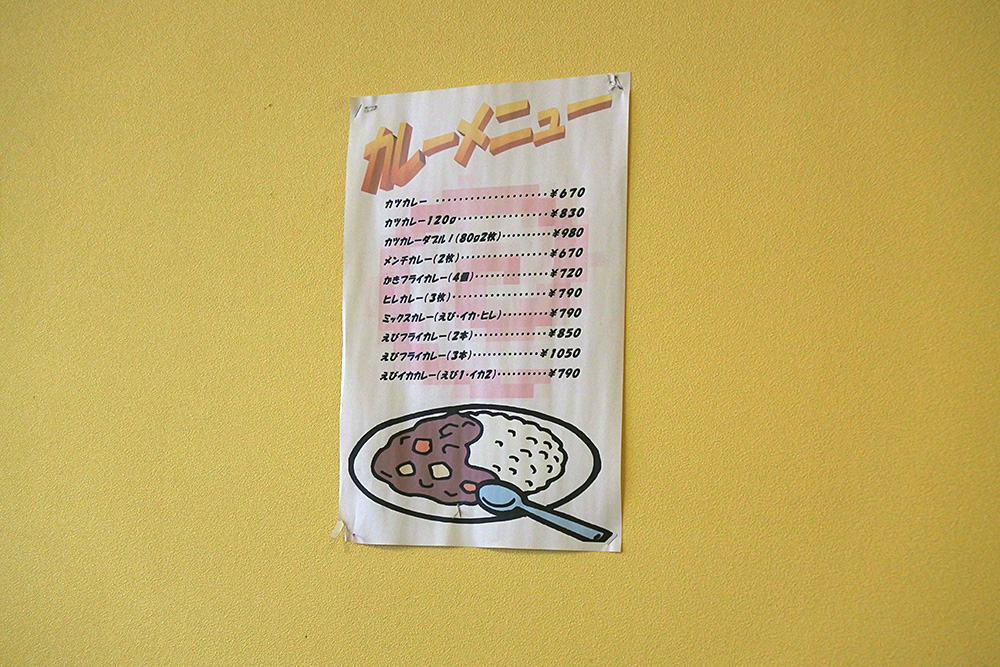 カレーメニュー
カツカレー ····················¥670
カツカレー120g················¥830
カツカレーダブル!(80g2枚)·········¥980
メンチカレー(2枚)···············¥670
かきフライカレー(4個)·············¥720
ヒレカレー(3枚)·················¥790
ミックスカレー(えび・イカ・ヒレ)·········¥790
えびフライカレー(2本)·············¥850
えびフライカレー(3本)············¥1050
えびイカカレー(えび1・イカ2)··········¥790